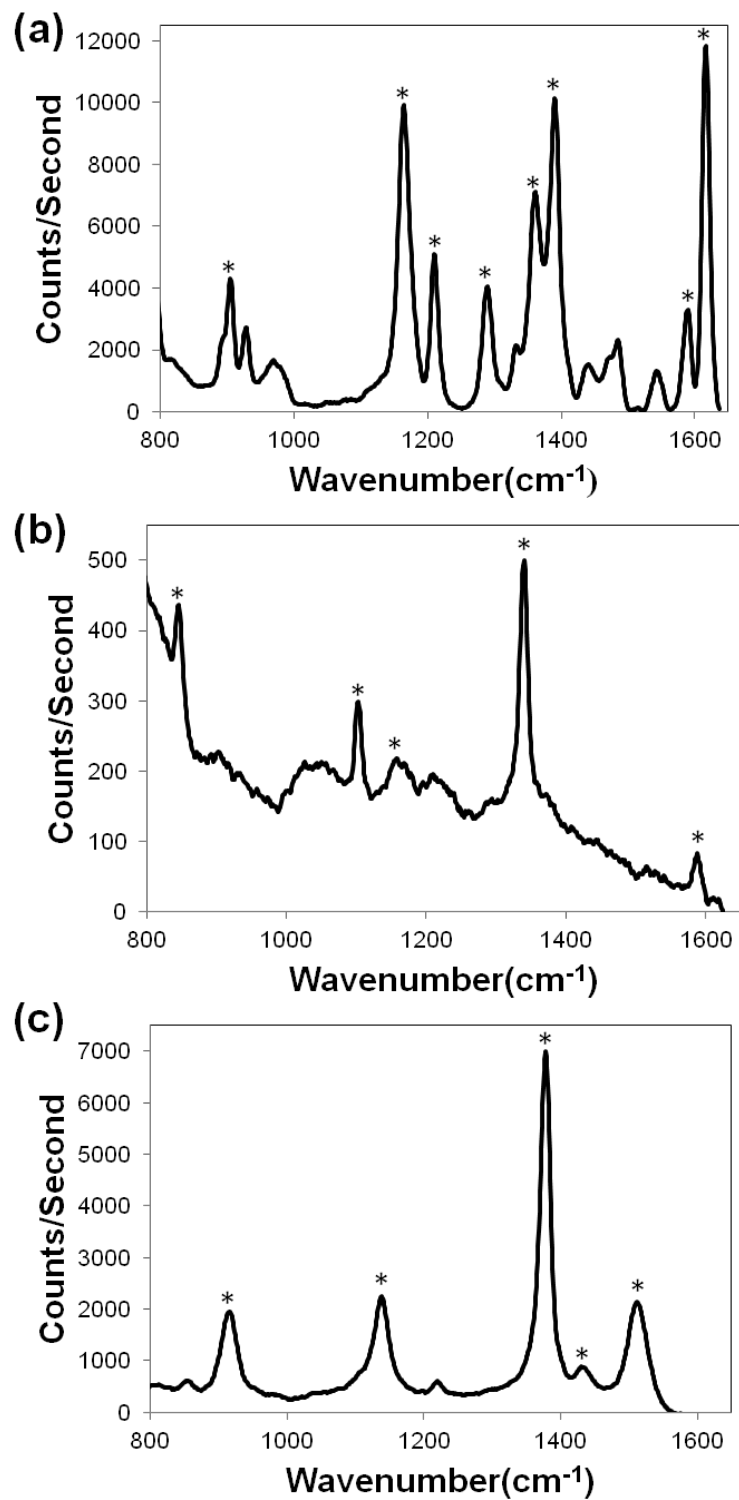 (a)
12000
10000
8000
6000
4000
2000
0
Counts/Second
* * * * * * * *
800 1000 1200 1400 1600
Wavenumber(cm-1)
(b)
500
400
300
200
100
0
Counts/Second
* * * * *
800 1000 1200 1400 1600
Wavenumber(cm-1)
(c)
7000
6000
5000
4000
3000
2000
1000
0
Counts/Second
* * * * *
800 1000 1200 1400 1600
Wavenumber(cm-1)